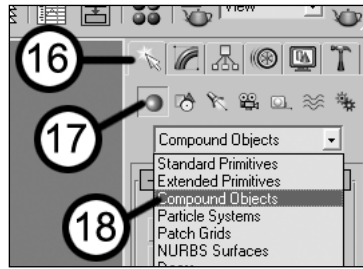 View
16
17
Compound Objects
Standard Primitives
Extended Primitives
Compound Objects
18
Particle Systems
Patch Grids
NURBS Surfaces